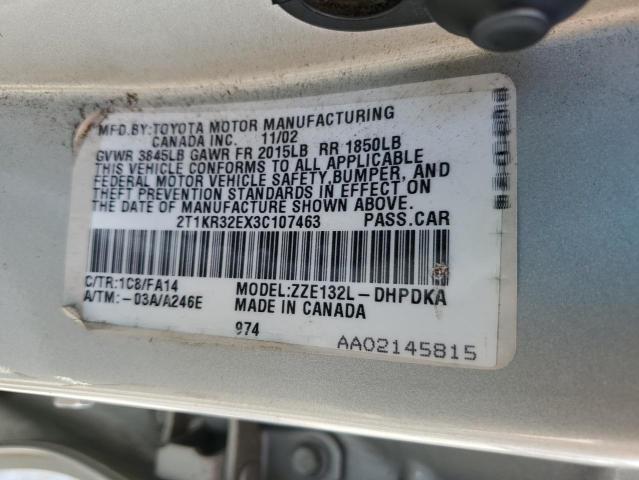 MFD.BY:TOYOTA MOTOR MANUFACTURING
CANADA INC. 11/02
GVWR 3845LB GAWR FR 2015LB RR 1850LB
THIS VEHICLE CONFORMS TO ALL APPLICABLE
FEDERAL MOTOR VEHICLE SAFETY,BUMPER, AND
THEFT PREVENTION STANDARDS IN EFFECT ON
THE DATE OF MANUFACTURE SHOWN ABOVE.
2T1KR32EX3C107463 PASS.CAR
C/TR:1C8/FA14 MODEL:ZZE132L-DHPDKA
A/TM:-03A/A246E MADE IN CANADA
974
AA02145815